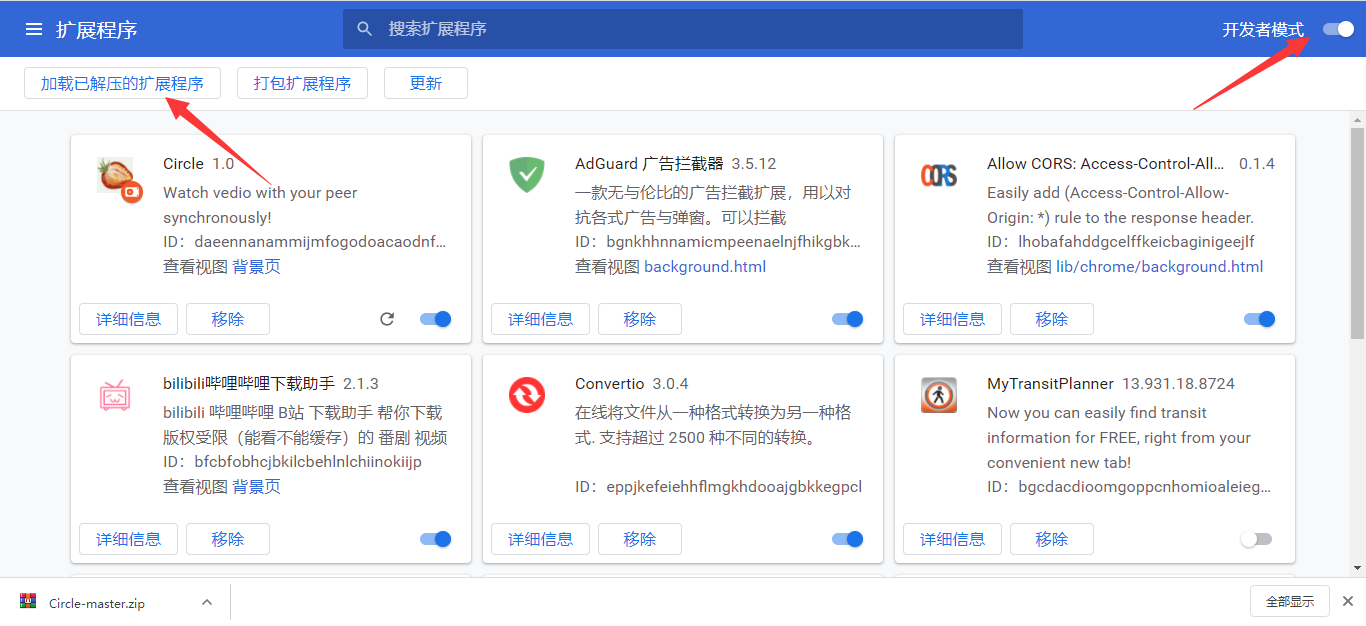 扩展程序
搜索扩展程序
开发者模式
加载已解压的扩展程序
打包扩展程序
更新
Circle 1.0
Watch vedio with your peer
synchronously!
ID：daeennanammijmfogodoacaodnf...
查看视图 背景页
详细信息
移除
AdGuard 广告拦截器 3.5.12
一款无与伦比的广告拦截扩展，用以对
抗各式广告与弹窗。可以拦截
ID：bgnkhhnnamicmpeenaelnjfhikgbk...
查看视图 background.html
详细信息
移除
Allow CORS: Access-Control-All... 0.1.4
Easily add (Access-Control-Allow-
Origin: *) rule to the response header.
ID：lhobafahddgcelffkeicbaginigeejlf
查看视图 lib/chrome/background.html
详细信息
移除
CORS
bilibili哔哩哔哩下载助手 2.1.3
bilibili 哔哩哔哩 B站 下载助手 帮你下载
版权受限（能看不能缓存）的 番剧 视频
ID：bfcbfobhcjbkilcbehlnlchiinokiijp
查看视图 背景页
详细信息
移除
Convertio 3.0.4
在线将文件从一种格式转换为另一种格
式. 支持超过 2500 种不同的转换。
ID：eppjkefeiehhflmgkhdooajgbkkegpcl
详细信息
移除
MyTransitPlanner 13.931.18.8724
Now you can easily find transit
information for FREE, right from your
convenient new tab!
ID：bgcdacdioomgoppcnhomioaleieg...
详细信息
移除
Circle-master.zip
全部显示